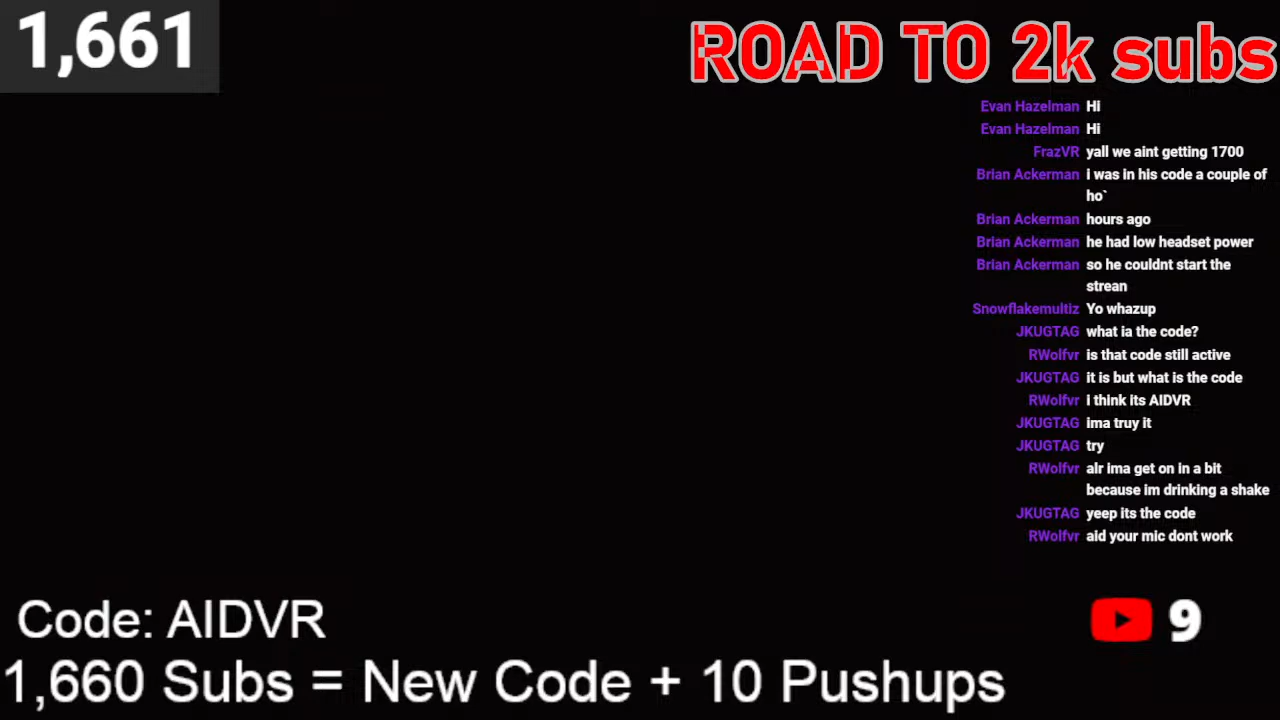 1,661
ROAD TO 2k subs
Evan Hazelman Hi
Evan Hazelman Hi
FrazVR yall we aint getting 1700
Brian Ackerman i was in his code a couple of
ho`
Brian Ackerman hours ago
Brian Ackerman he had low headset power
Brian Ackerman so he couldnt start the
strean
Snowflakemultiz Yo whazup
JKUGTAG what ia the code?
RWolfvr is that code still active
JKUGTAG it is but what is the code
RWolfvr i think its AIDVR
JKUGTAG ima truy it
JKUGTAG try
RWolfvr alr ima get on in a bit
because im drinking a shake
JKUGTAG yeep its the code
RWolfvr aid your mic dont work
Code: AIDVR
9
1,660 Subs = New Code + 10 Pushups